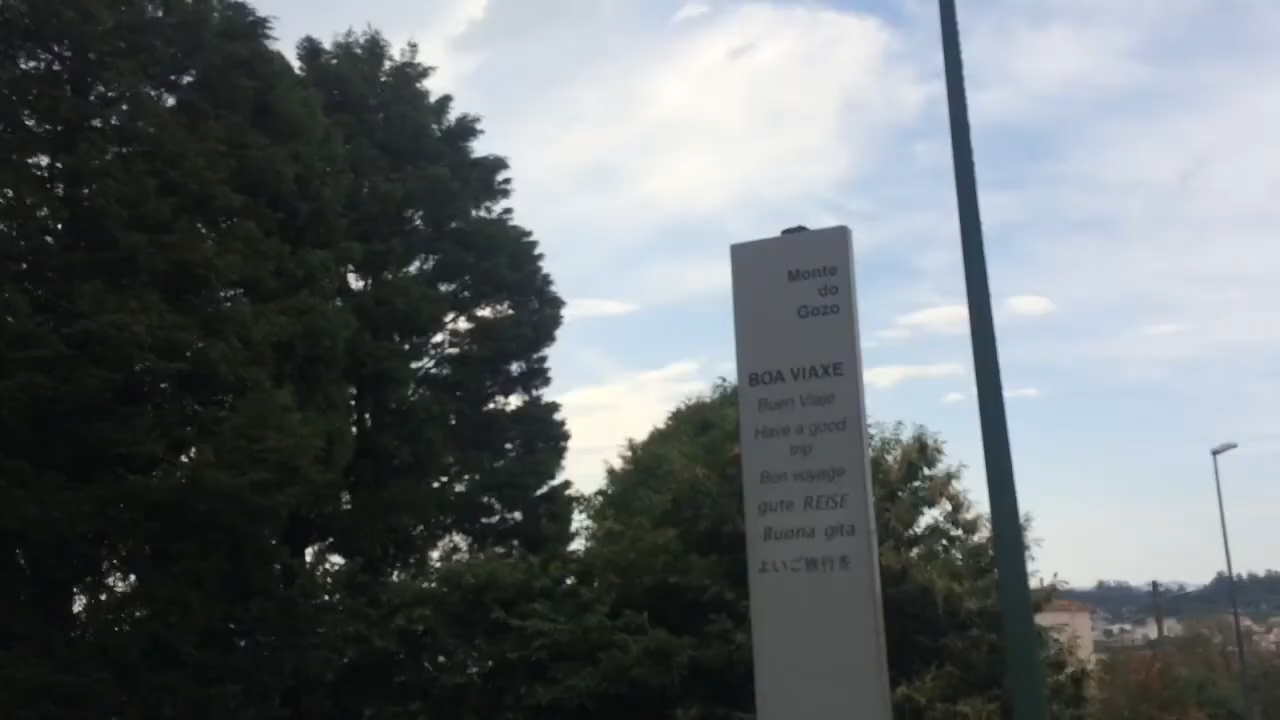 Monte
do
Gozo
BOA VIAXE
Buen Viaje
Have a good
trip
Bon voyage
gute REISE
Buona gita
よいご旅行を